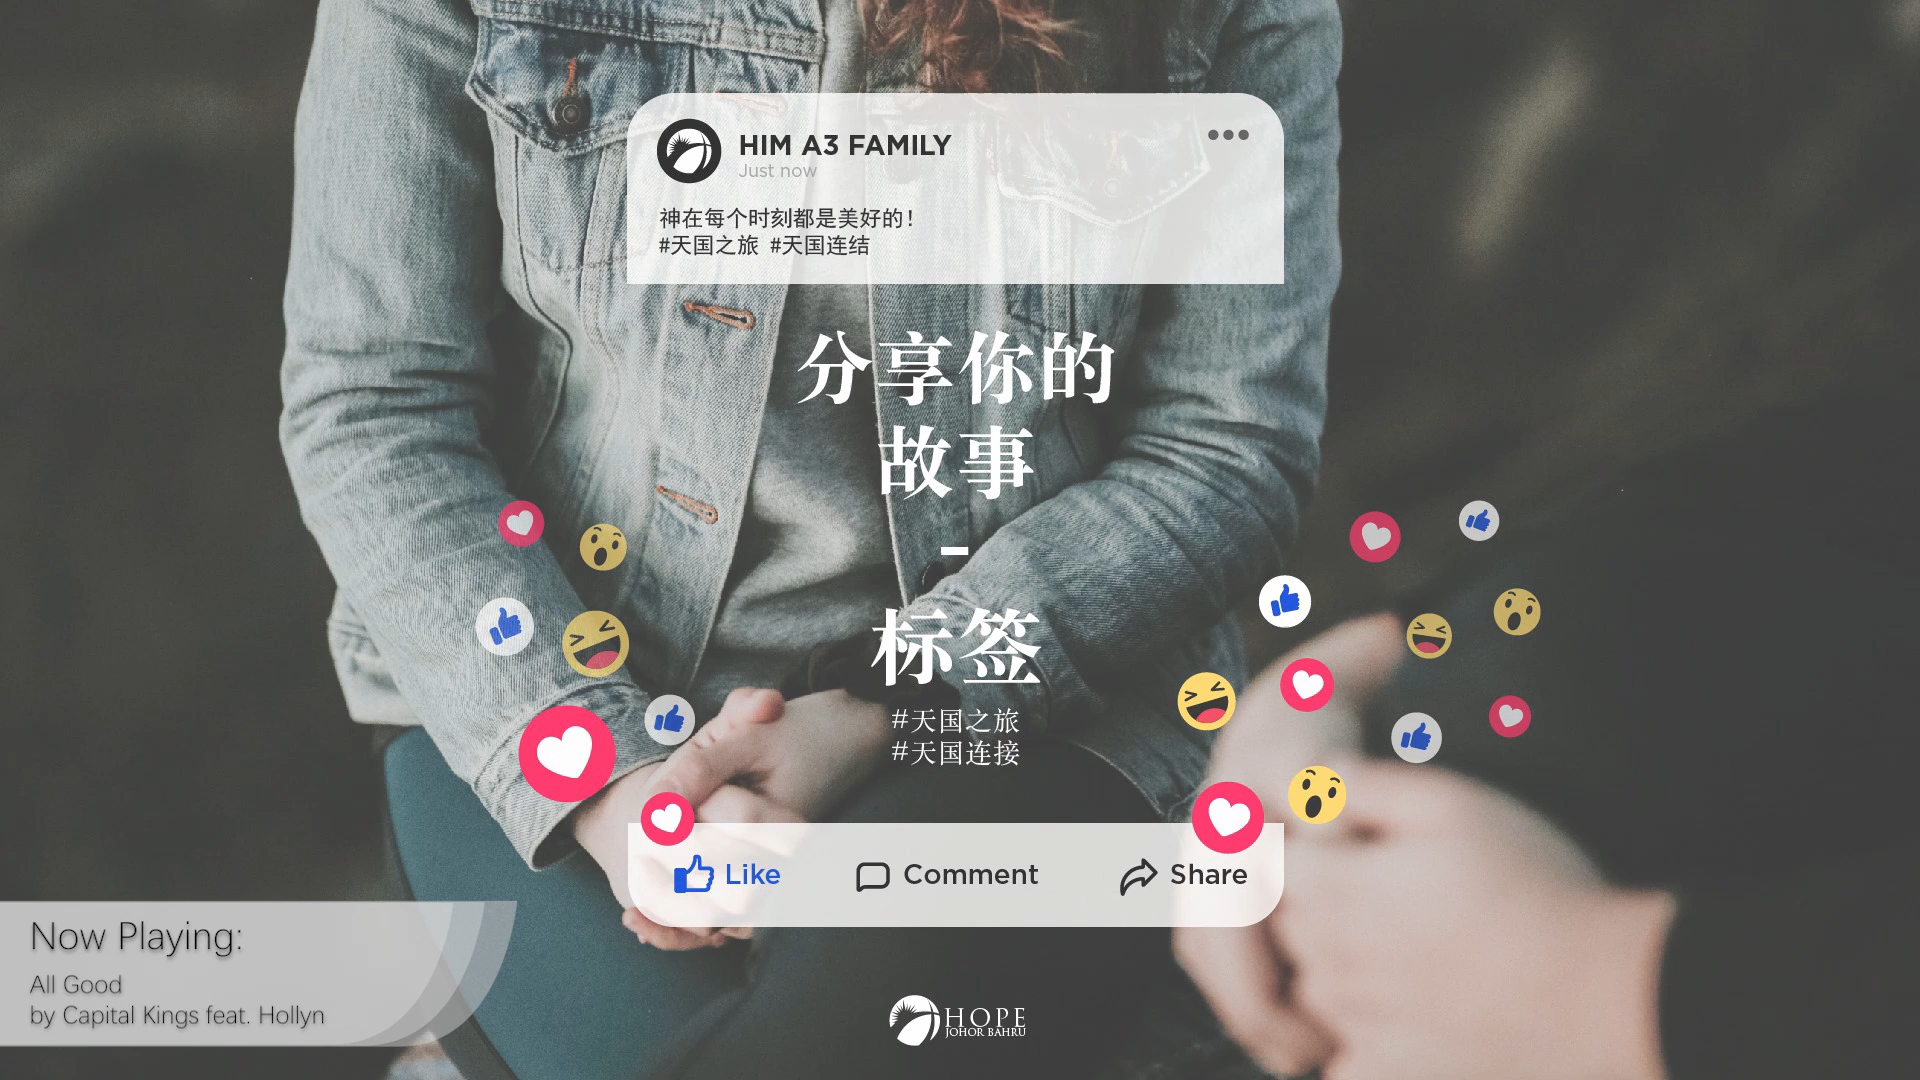 HIM A3 FAMILY
Just now
神在每个时刻都是美好的！
#天国之旅 #天国连结
分享你的
故事
-
标签
#天国之旅
#天国连接
Like
Comment
Share
Now Playing:
All Good
by Capital Kings feat. Hollyn
HOPE
JOHOR BAHRU